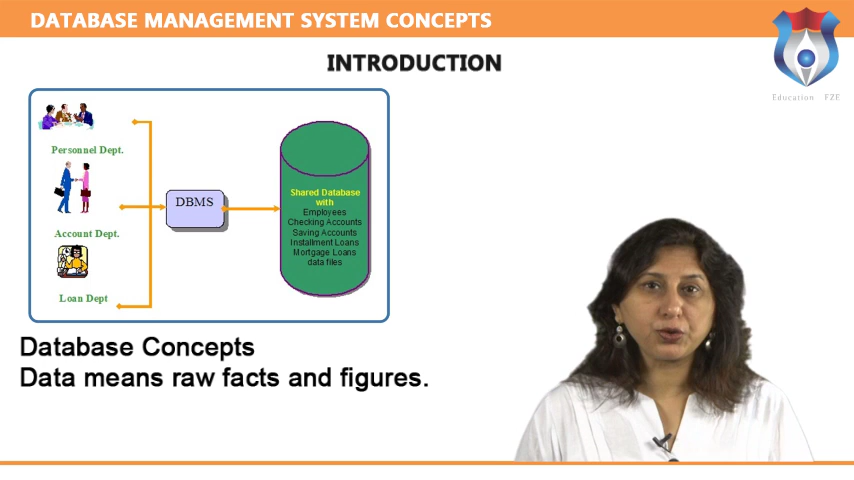 DATABASE MANAGEMENT SYSTEM CONCEPTS
INTRODUCTION
Education FZE
Personnel Dept.
Account Dept.
Loan Dept
DBMS
Shared Database
with
Employees
Checking Accounts
Saving Accounts
Installment Loans
Mortgage Loans
data files
Database Concepts
Data means raw facts and figures.